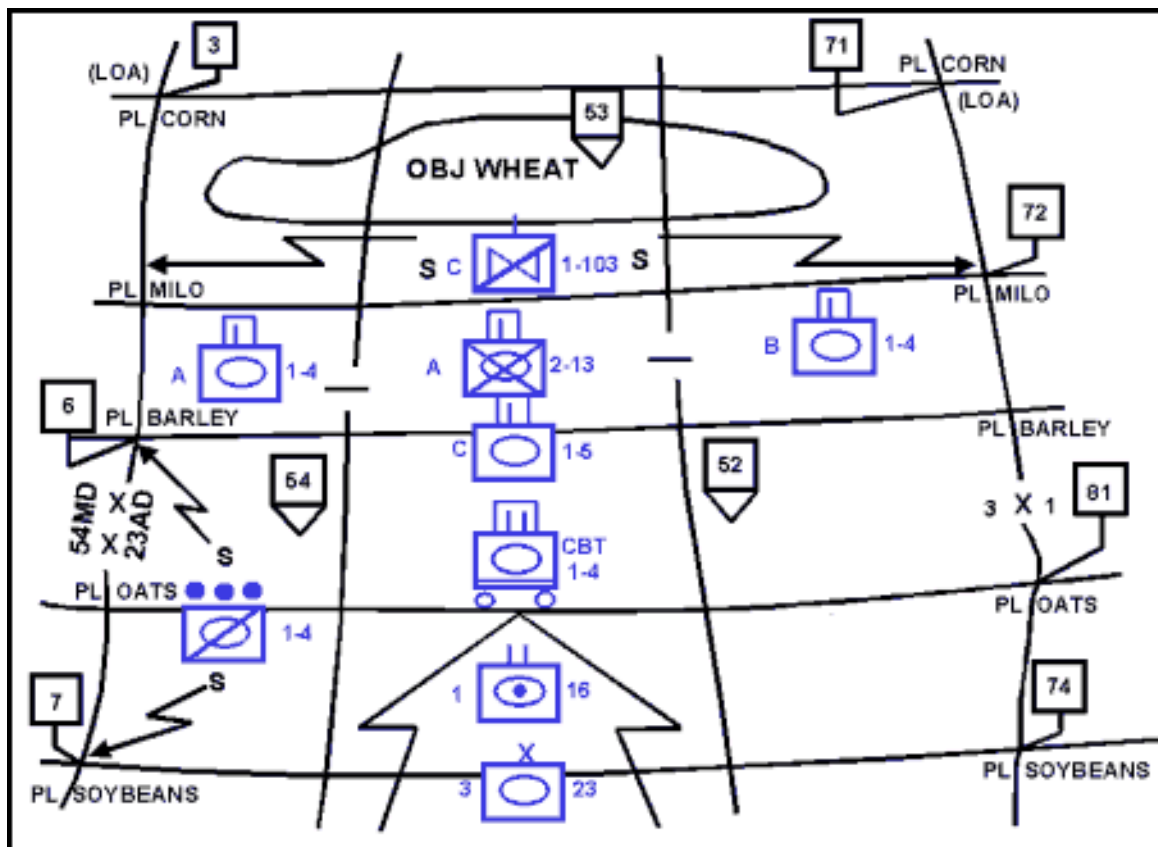 3
71
(LOA)
PL CORN
PL CORN
(LOA)
53
OBJ WHEAT
72
S C 1-103 S
PL MILO
PL MILO
A 1-4
A 2-13
B 1-4
6
PL BARLEY
PL BARLEY
C 1-5
54
52
81
54MD X 23AD
X
3 X 1
CBT
1-4
S
PL OATS
PL OATS
1-4
S
7
1 16
74
X
3 23
PL SOYBEANS
PL SOYBEANS